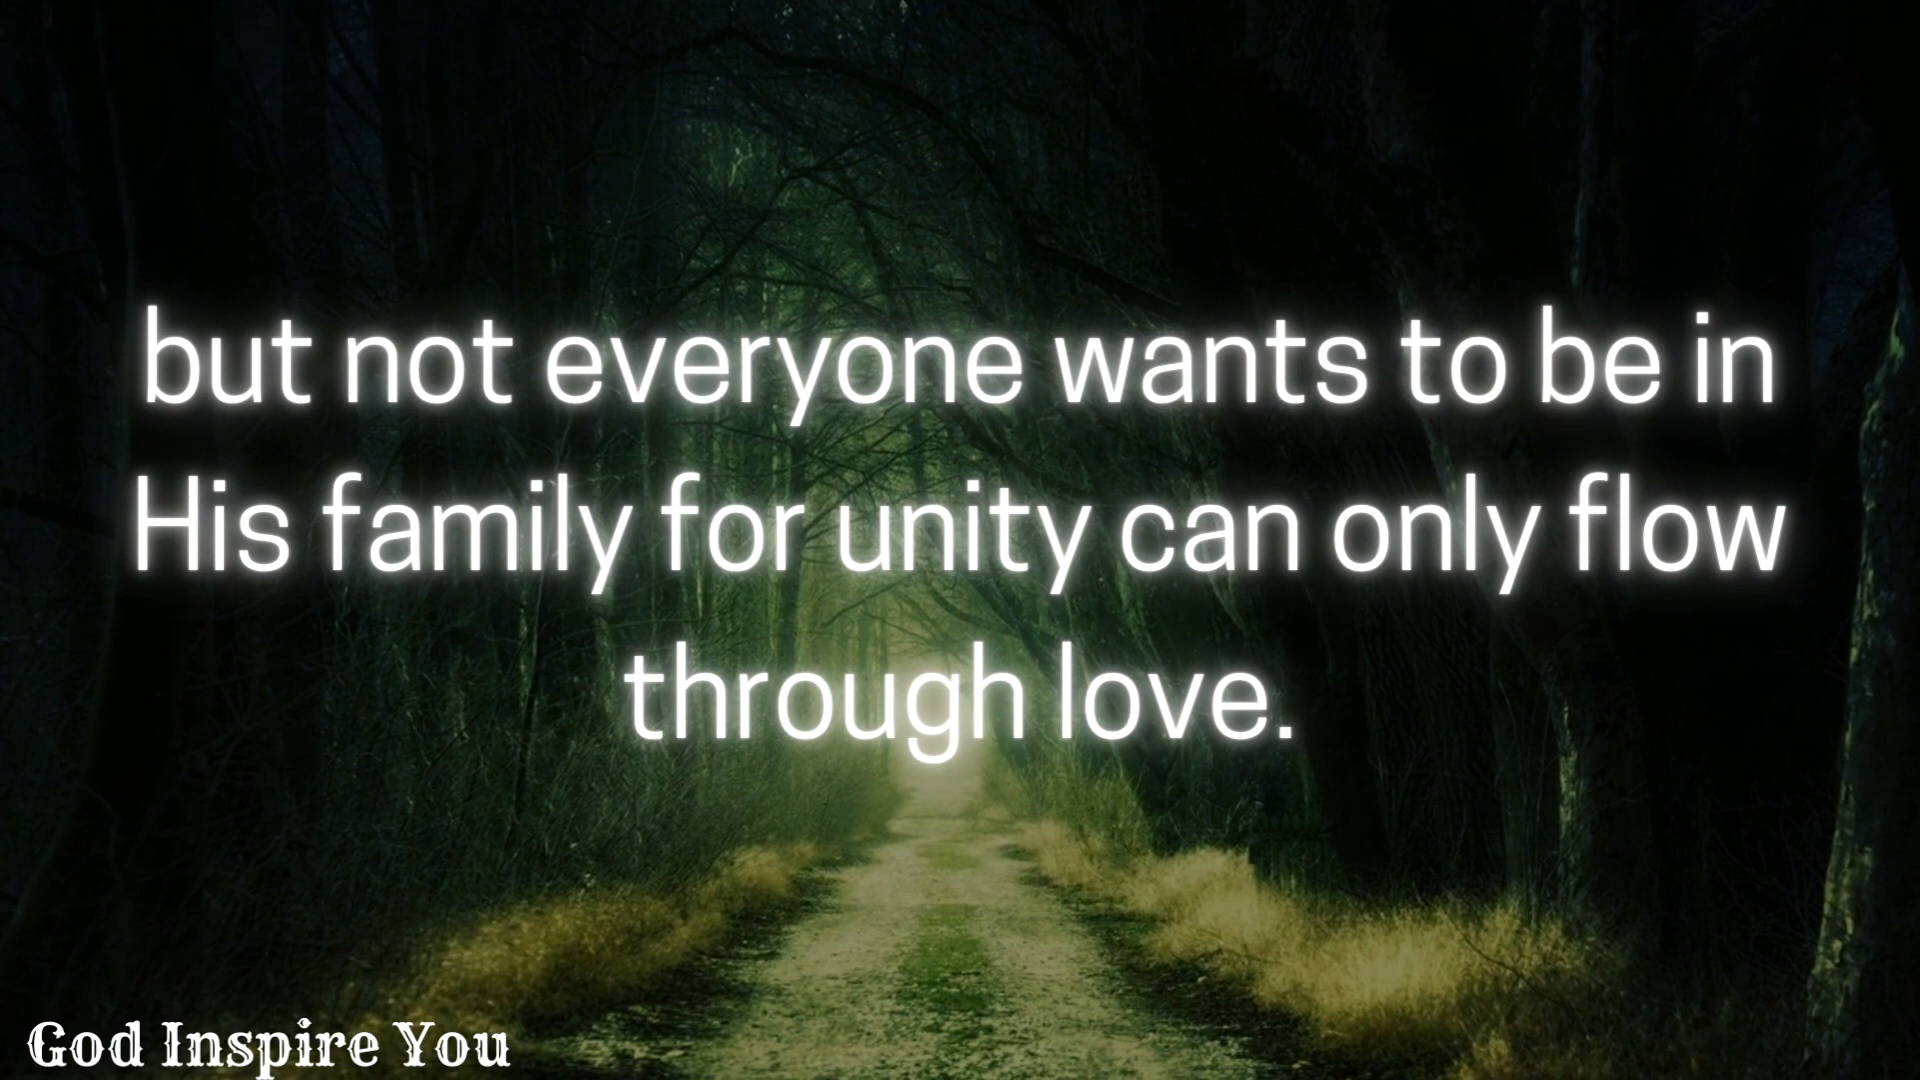 but not everyone wants to be in
His family for unity can only flow
through love.
God Inspire You